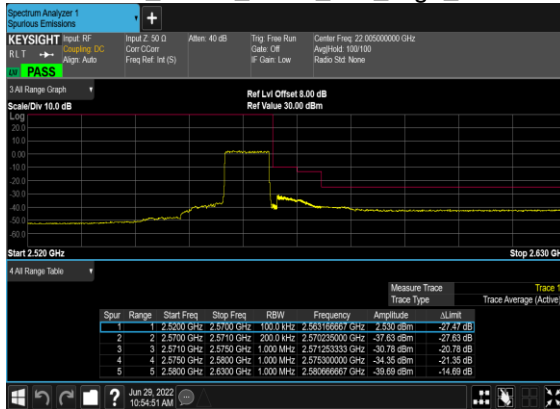 Spectrum Analyzer 1
Spurious Emissions
+
KEYSIGHT Input: RF Input Z: 50 Ω Atten: 40 dB Trig: Free Run Center Freq: 22.005000000 GHz
RLT Coupling: DC Corr CCorr Gate: Off Avg|Hold: 100/100
Align: Auto Freq Ref: Int (S) IF Gain: Low Radio Std: None
PASS
3 All Range Graph
Ref Lvl Offset 8.00 dB
Scale/Div 10.0 dB Ref Value 30.00 dBm
Log
20.0
10.0
0.00
-10.0
-20.0
-30.0
-40.0
-50.0
-60.0
Start 2.520 GHz Stop 2.630 GH
4 All Range Table
Measure Trace Trace 1
Trace Type Trace Average (Active)
Spur Range Start Freq Stop Freq RBW Frequency Amplitude ΔLimit
1 1 2.5200 GHz 2.5700 GHz 100.0 kHz 2.563166667 GHz 2.530 dBm -27.47 dB
2 2 2.5700 GHz 2.5710 GHz 200.0 kHz 2.570235000 GHz -37.63 dBm -27.63 dB
3 3 2.5710 GHz 2.5750 GHz 1.000 MHz 2.571253333 GHz -30.78 dBm -20.78 dB
4 4 2.5750 GHz 2.5800 GHz 1.000 MHz 2.575300000 GHz -34.35 dBm -21.35 dB
5 5 2.5800 GHz 2.6300 GHz 1.000 MHz 2.580666667 GHz -39.69 dBm -14.69 dB
? Jun 29, 2022
10:54:51 AM